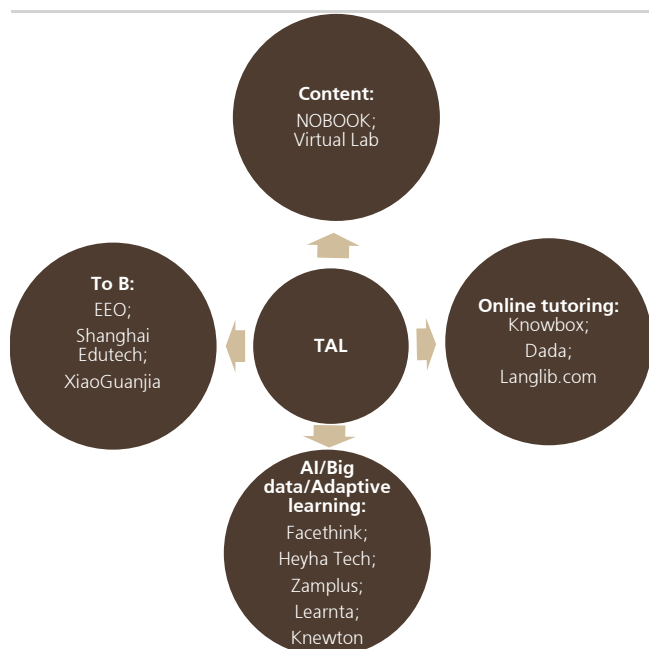 Content:
NOBOOK;
Virtual Lab
To B:
EEO;
Shanghai
Edutech;
XiaoGuanjia
TAL
Online tutoring:
Knowbox;
Dada;
Langlib.com
AI/Big
data/Adaptive
learning:
Facethink;
Heyha Tech;
Zamplus;
Learnta;
Knewton